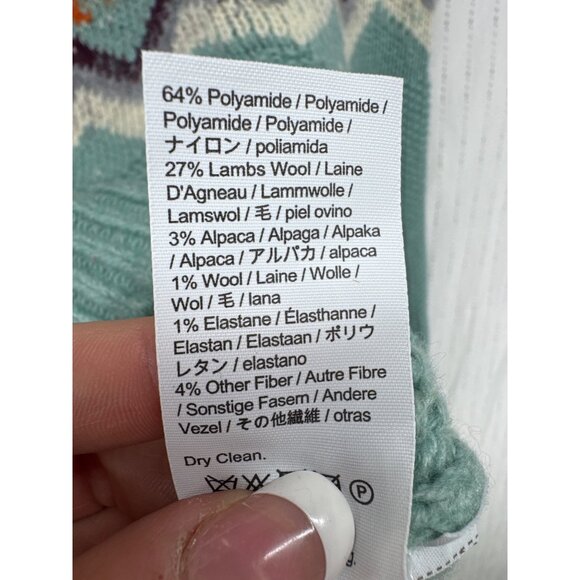 64% Polyamide / Polyamide /
Polyamide / Polyamide /
ナイロン / poliamida
27% Lambs Wool / Laine
D'Agneau / Lammwolle /
Lamswol / 毛 / piel ovino
3% Alpaca / Alpaga / Alpaka
/ Alpaca / アルパカ / alpaca
1% Wool / Laine / Wolle /
Wol / 毛 / lana
1% Elastane / Élasthanne /
Elastan / Elastaan / ポリウ
レタン / elastano
4% Other Fiber / Autre Fibre
/ Sonstige Fasern / Andere
Vezel / その他繊維 / otras
Dry Clean.
P